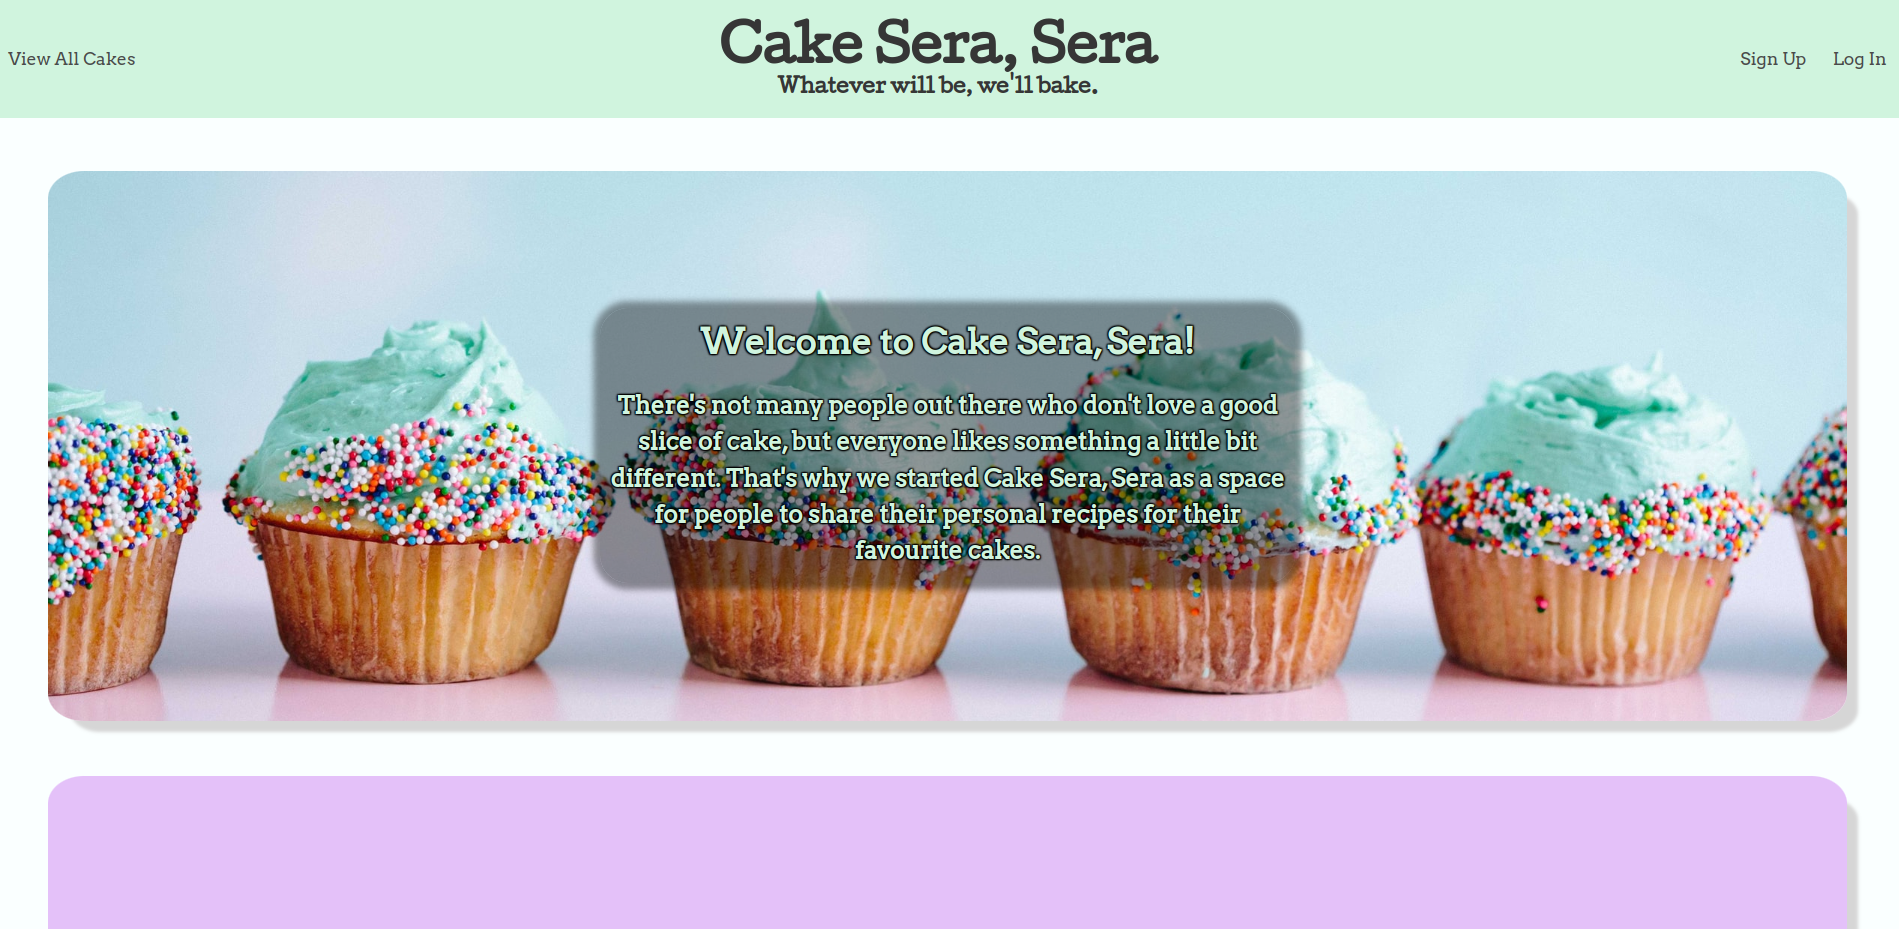 View All Cakes
Cake Sera, Sera
Whatever will be, we'll bake.
Sign Up
Log In
Welcome to Cake Sera, Sera!
There's not many people out there who don't love a good
slice of cake, but everyone likes something a little bit
different. That's why we started Cake Sera, Sera as a space
for people to share their personal recipes for their
favourite cakes.